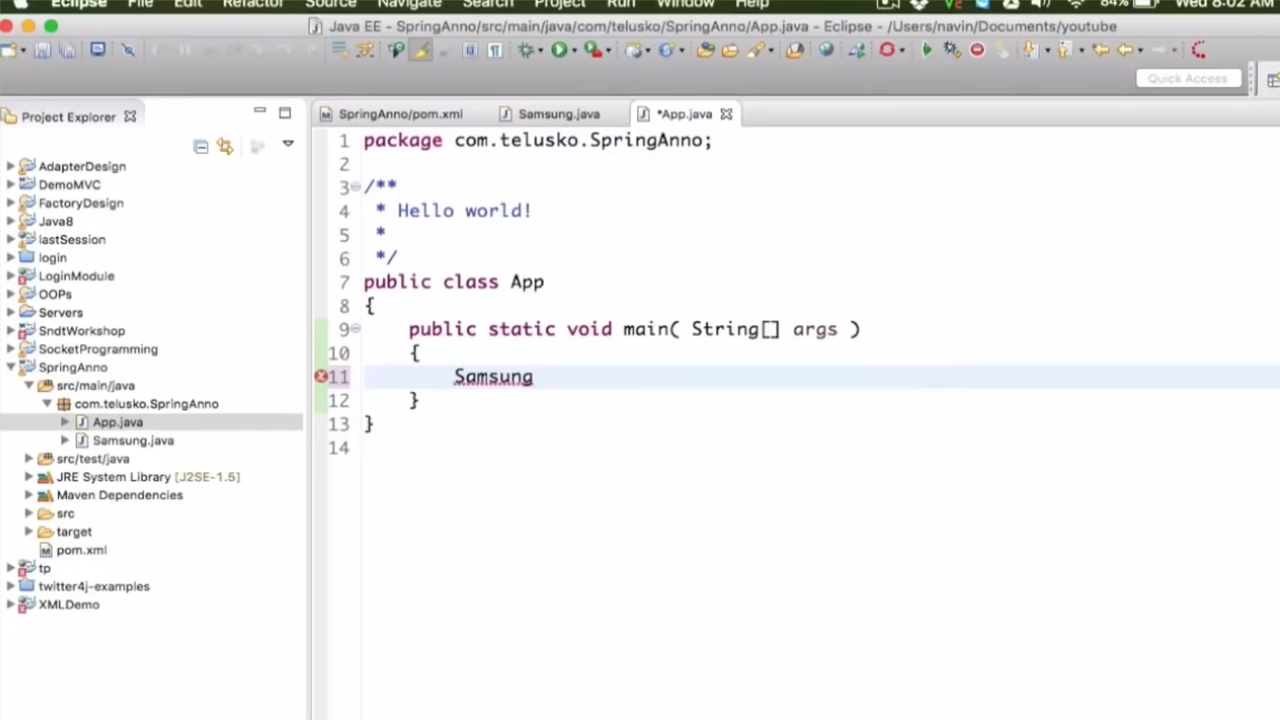 Eclipse File Edit Refactor Source Navigate Search Project Run Window Help 84% Wed 8:02 AM
Java EE - SpringAnno/src/main/java/com/telusko/SpringAnno/App.java - Eclipse - /Users/navin/Documents/youtube
Quick Access
Project Explorer
SpringAnno/pom.xml Samsung.java *App.java
AdapterDesign
DemoMVC
FactoryDesign
Java8
lastSession
login
LoginModule
OOPs
Servers
SndtWorkshop
SocketProgramming
SpringAnno
src/main/java
com.telusko.SpringAnno
App.java
Samsung.java
src/test/java
JRE System Library [J2SE-1.5]
Maven Dependencies
src
target
pom.xml
tp
twitter4j-examples
XMLDemo
1 package com.telusko.SpringAnno;
2
3 /**
4 * Hello world!
5 *
6 */
7 public class App
8 {
9 public static void main( String[] args )
10 {
11 Samsung
12 }
13 }
14